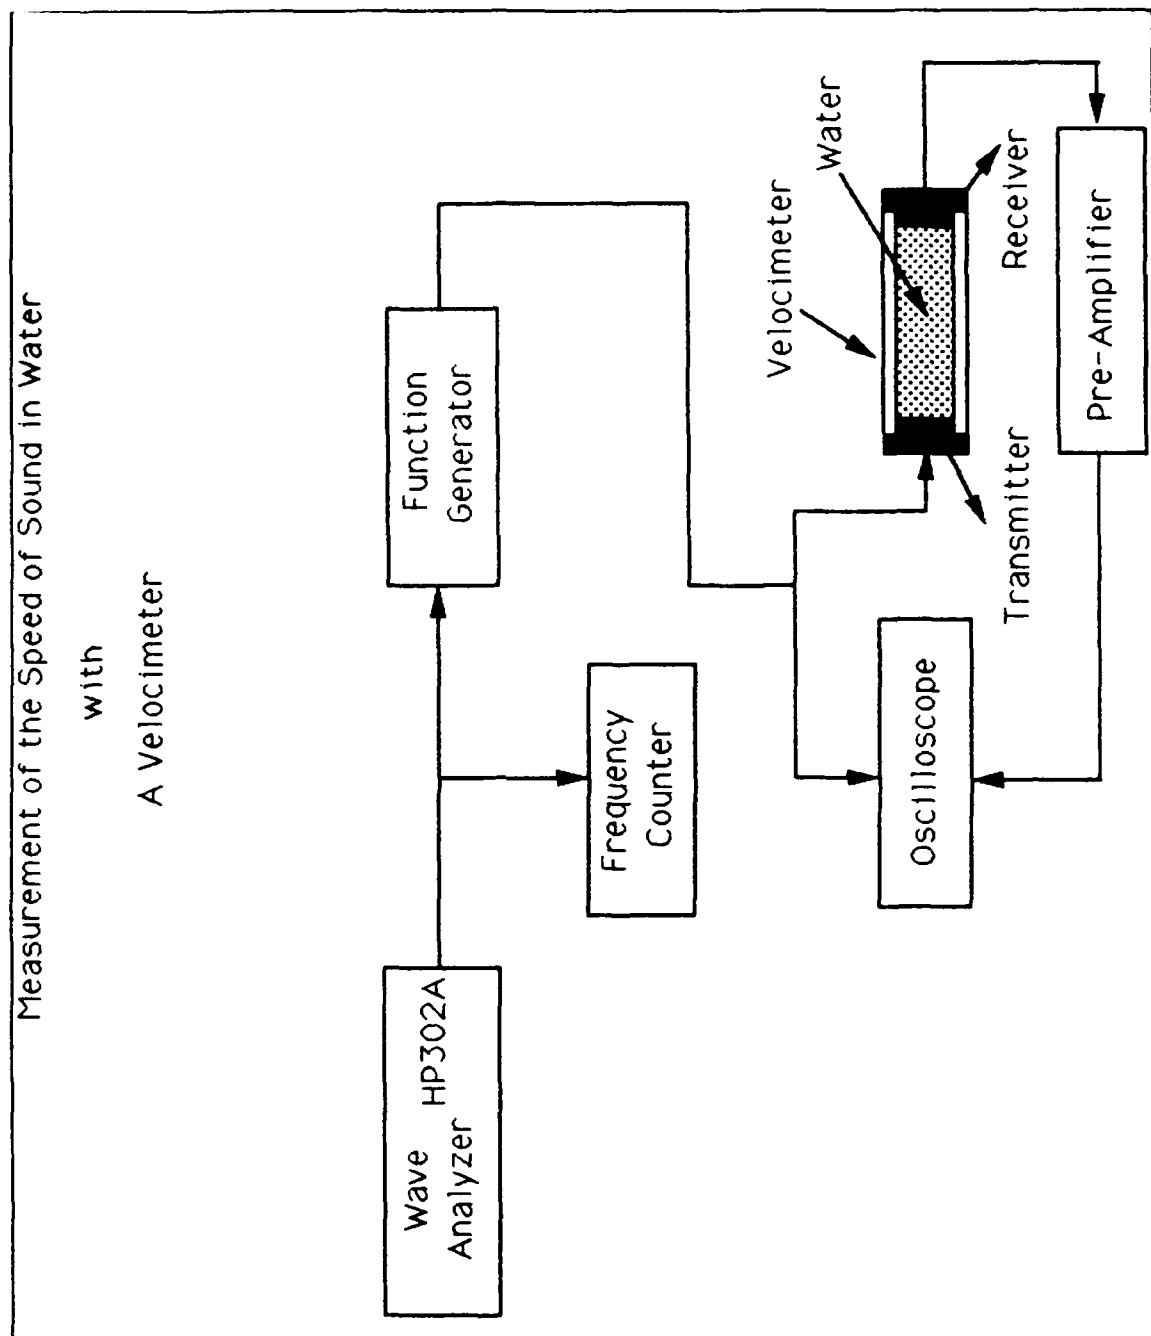 Measurement of the Speed of Sound in Water
with
A Velocimeter
Wave HP302A
Analyzer
Function
Generator
Frequency
Counter
Velocimeter
Water
Oscilloscope
Transmitter
Receiver
Pre-Amplifier